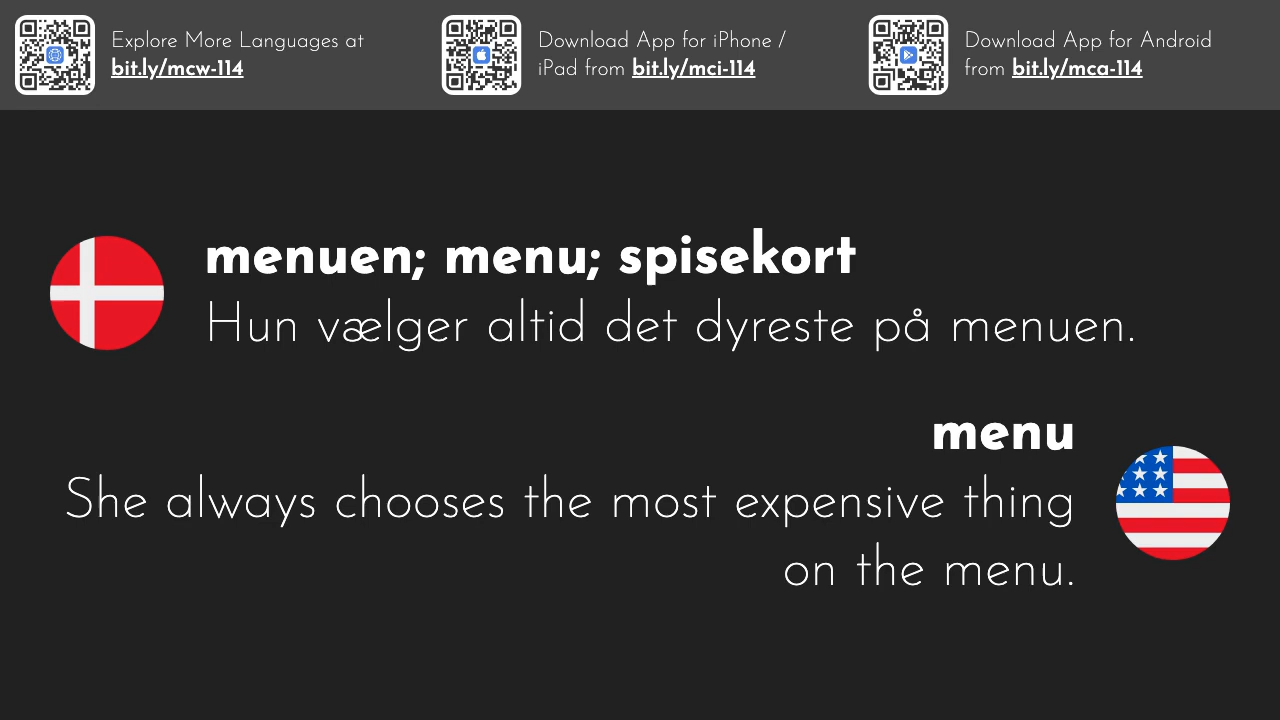 Explore More Languages at
bit.ly/mcw-114
Download App for iPhone /
iPad from bit.ly/mci-114
Download App for Android
from bit.ly/mca-114
menuen; menu; spisekort
Hun vælger altid det dyreste på menuen.
menu
She always chooses the most expensive thing
on the menu.